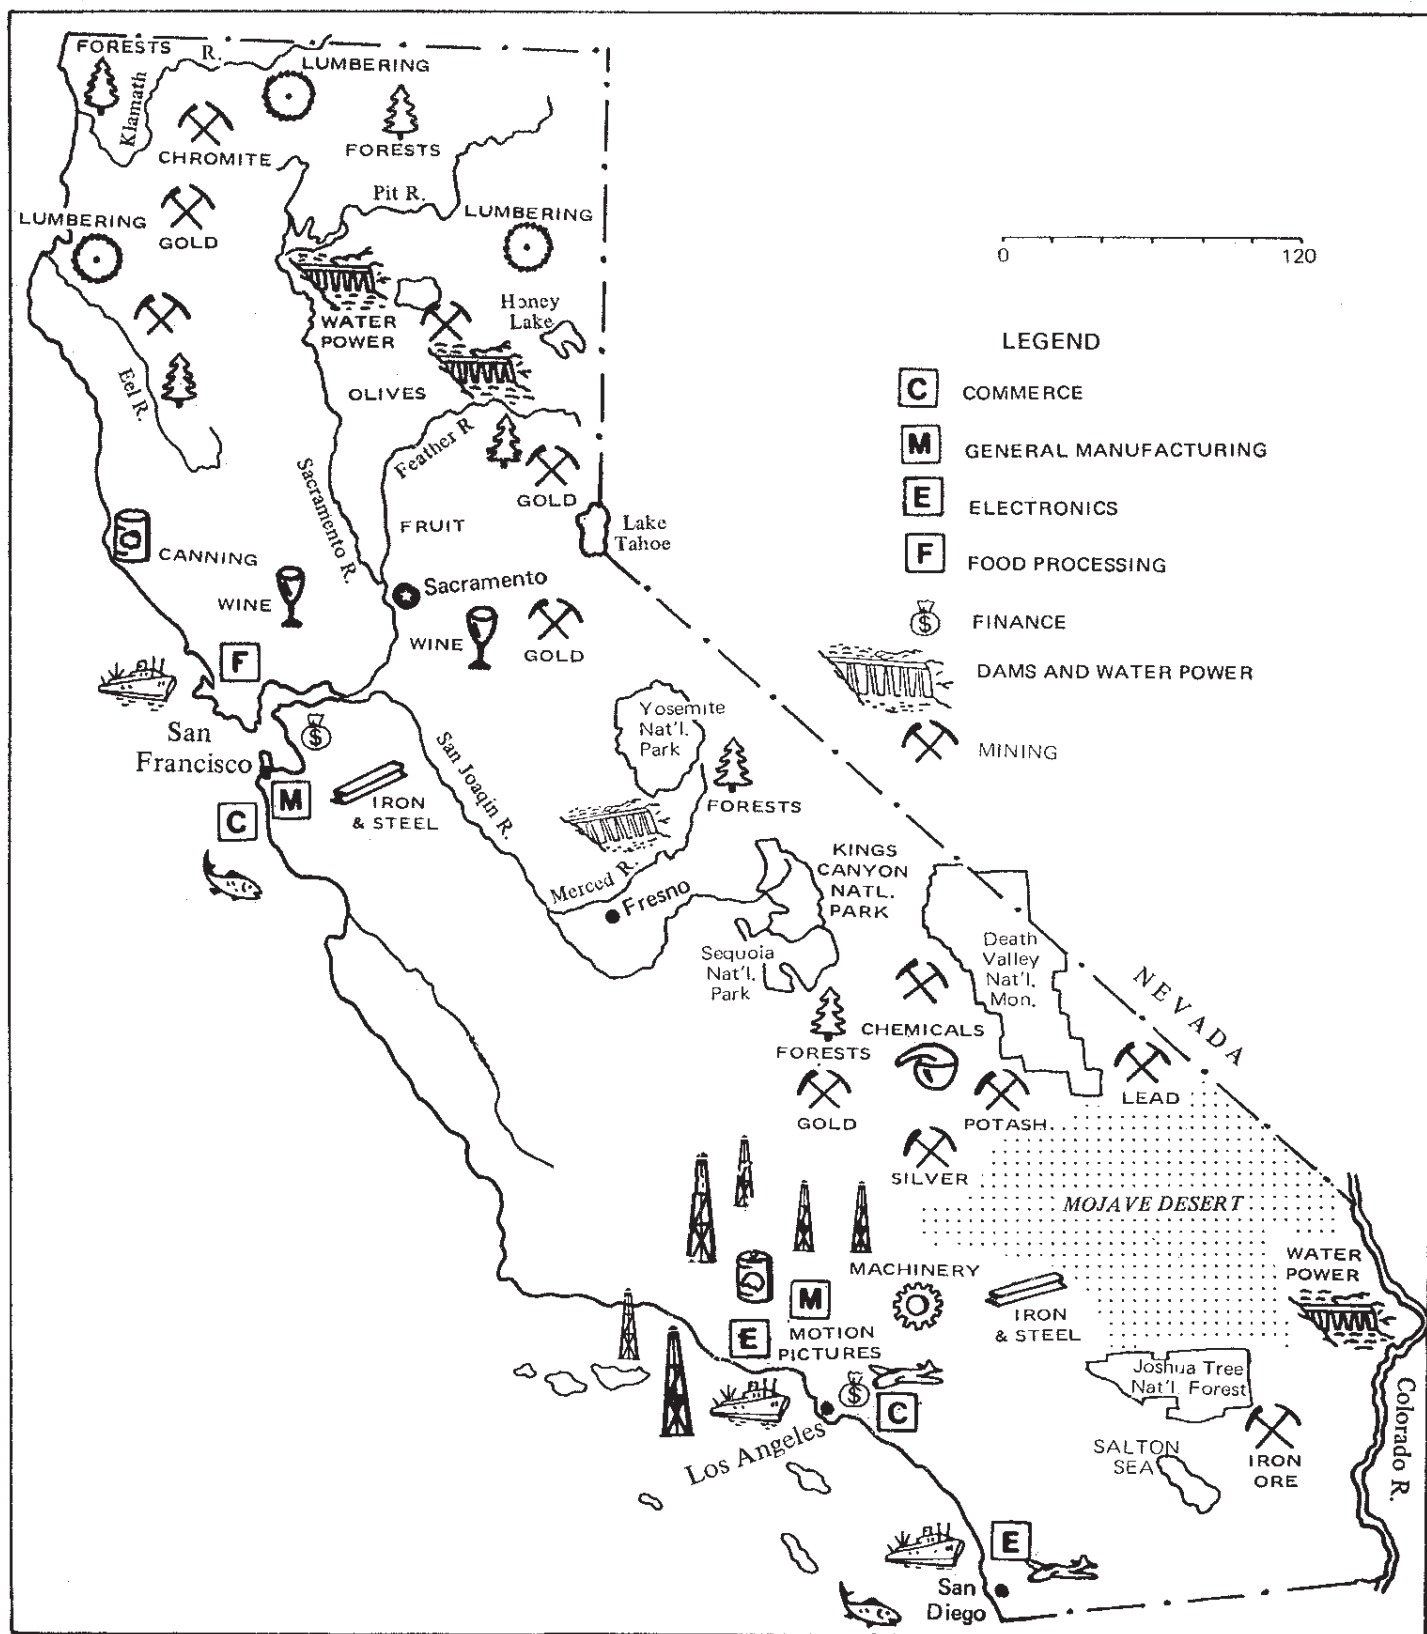 FORESTS
R.
LUMBERING
Klamath
CHROMITE
FORESTS
Pit R.
LUMBERING
LUMBERING
GOLD
0
120
Honey
Lake
WATER
POWER
LEGEND
C COMMERCE
M GENERAL MANUFACTURING
E ELECTRONICS
F FOOD PROCESSING
$ FINANCE
DAMS AND WATER POWER
MINING
Eel R.
OLIVES
Feather R
GOLD
Sacramento R.
FRUIT
Lake
Tahoe
CANNING
Sacramento
WINE
WINE
GOLD
F
San
Francisco
$
M
C
IRON
& STEEL
San Joaqin R.
Yosemite
Nat'l.
Park
FORESTS
Merced R.
Fresno
KINGS
CANYON
NATL.
PARK
Sequoia
Nat'l.
Park
Death
Valley
Nat'l.
Mon.
NEVADA
FORESTS
CHEMICALS
GOLD
POTASH.
LEAD
SILVER
MOJAVE DESERT
WATER
POWER
MACHINERY
M
E
MOTION
PICTURES
IRON
& STEEL
$
C
Los Angeles
Joshua Tree
Nat'l. Forest
SALTON
SEA
IRON
ORE
Colorado R.
E
San
Diego